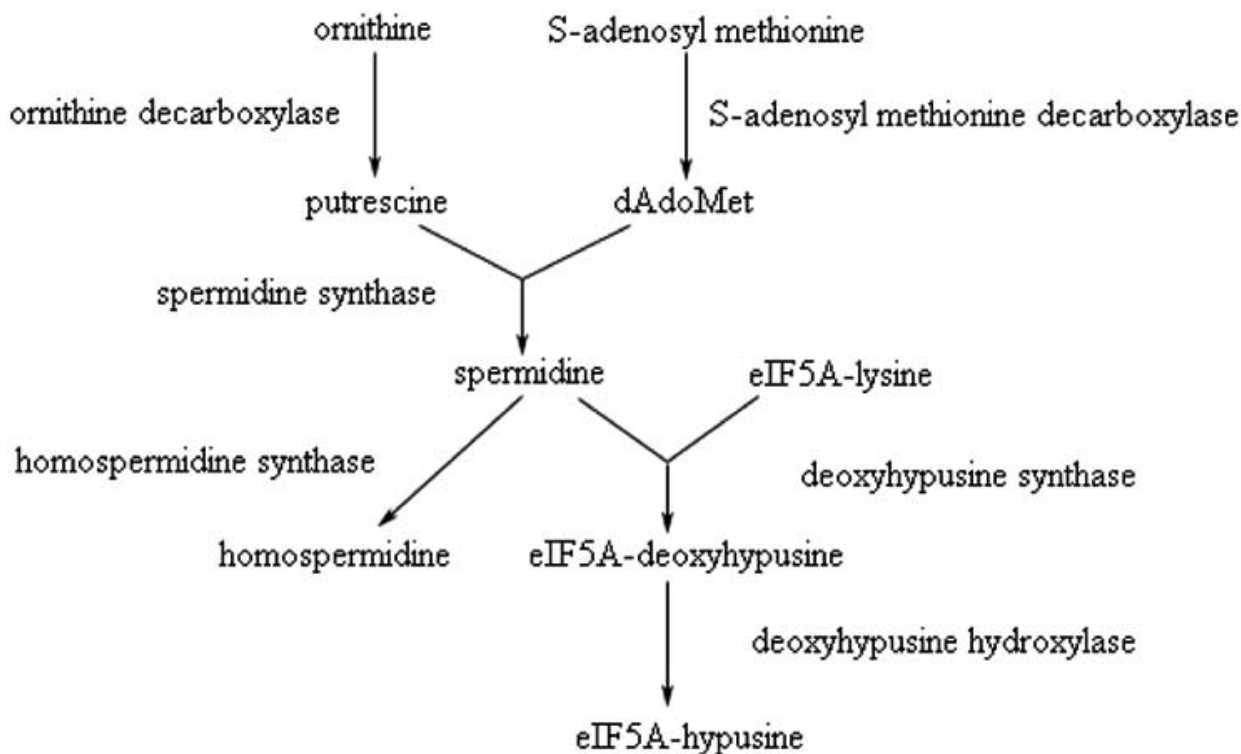 ornithine
S-adenosyl methionine
ornithine decarboxylase
S-adenosyl methionine decarboxylase
putrescine
dAdoMet
spermidine synthase
spermidine
eIF5A-lysine
homospermidine synthase
deoxyhypusine synthase
homospermidine
eIF5A-deoxyhypusine
deoxyhypusine hydroxylase
eIF5A-hypusine